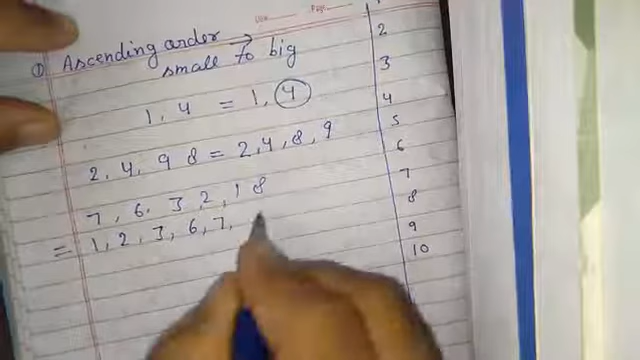 Date Page
① Ascending order →
small to big
1, 4 = 1, 4
2, 4, 9 8 = 2, 4, 8, 9
7, 6, 3, 2, 1 8
= 1, 2, 3, 6, 7,
2
3
4
5
6
7
8
9
10